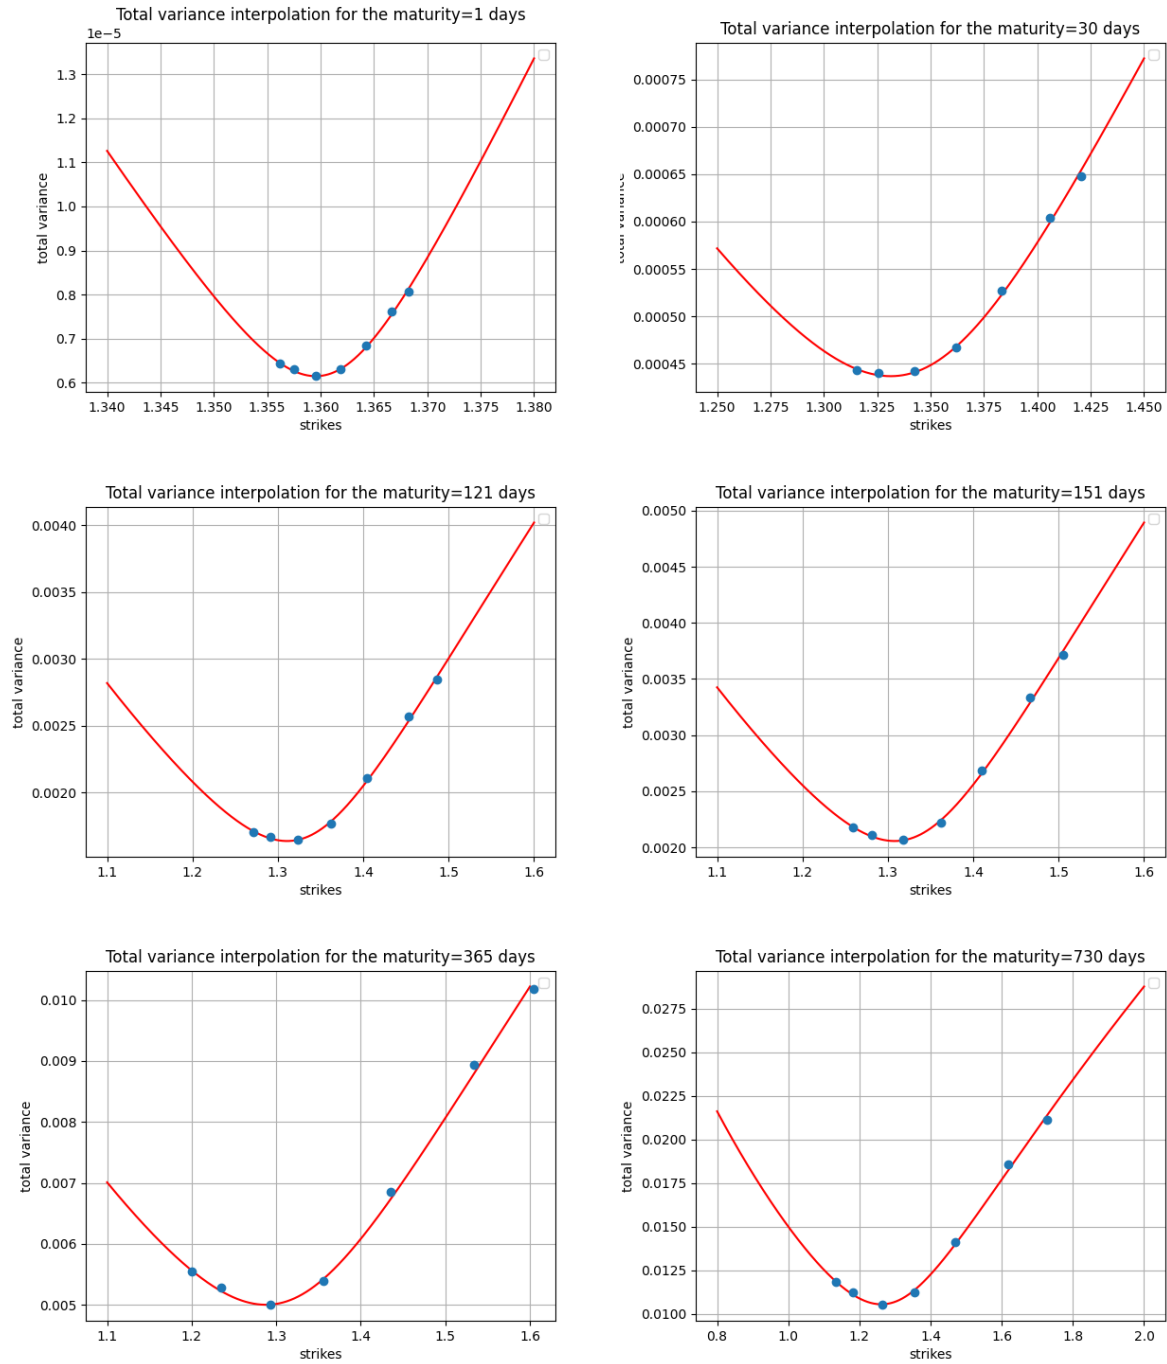 Total variance interpolation for the maturity=1 days
1e−5
1.3
1.2
1.1
1.0
0.9
0.8
0.7
0.6
total variance
1.340 1.345 1.350 1.355 1.360 1.365 1.370 1.375 1.380
strikes
Total variance interpolation for the maturity=30 days
0.00075
0.00070
0.00065
0.00060
0.00055
0.00050
0.00045
total variance
1.250 1.275 1.300 1.325 1.350 1.375 1.400 1.425 1.450
strikes
Total variance interpolation for the maturity=121 days
0.0040
0.0035
0.0030
0.0025
0.0020
total variance
1.1 1.2 1.3 1.4 1.5 1.6
strikes
Total variance interpolation for the maturity=151 days
0.0050
0.0045
0.0040
0.0035
0.0030
0.0025
0.0020
total variance
1.1 1.2 1.3 1.4 1.5 1.6
strikes
Total variance interpolation for the maturity=365 days
0.010
0.009
0.008
0.007
0.006
0.005
total variance
1.1 1.2 1.3 1.4 1.5 1.6
strikes
Total variance interpolation for the maturity=730 days
0.0275
0.0250
0.0225
0.0200
0.0175
0.0150
0.0125
0.0100
total variance
0.8 1.0 1.2 1.4 1.6 1.8 2.0
strikes